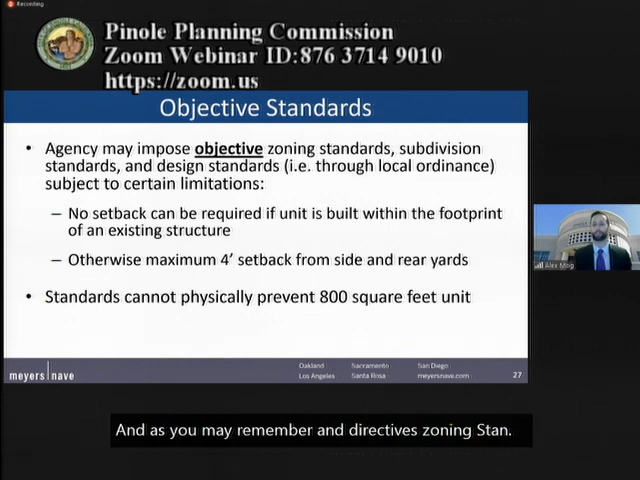 Recording
Pinole Planning Commission
Zoom Webinar ID:876 3714 9010
https://zoom.us
Objective Standards
• Agency may impose objective zoning standards, subdivision
standards, and design standards (i.e. through local ordinance)
subject to certain limitations:
– No setback can be required if unit is built within the footprint
of an existing structure
– Otherwise maximum 4’ setback from side and rear yards
• Standards cannot physically prevent 800 square feet unit
meyers nave
Oakland Sacramento San Diego
Los Angeles Santa Rosa meyersnave.com
27
Alex Mog
And as you may remember and directives zoning Stan.